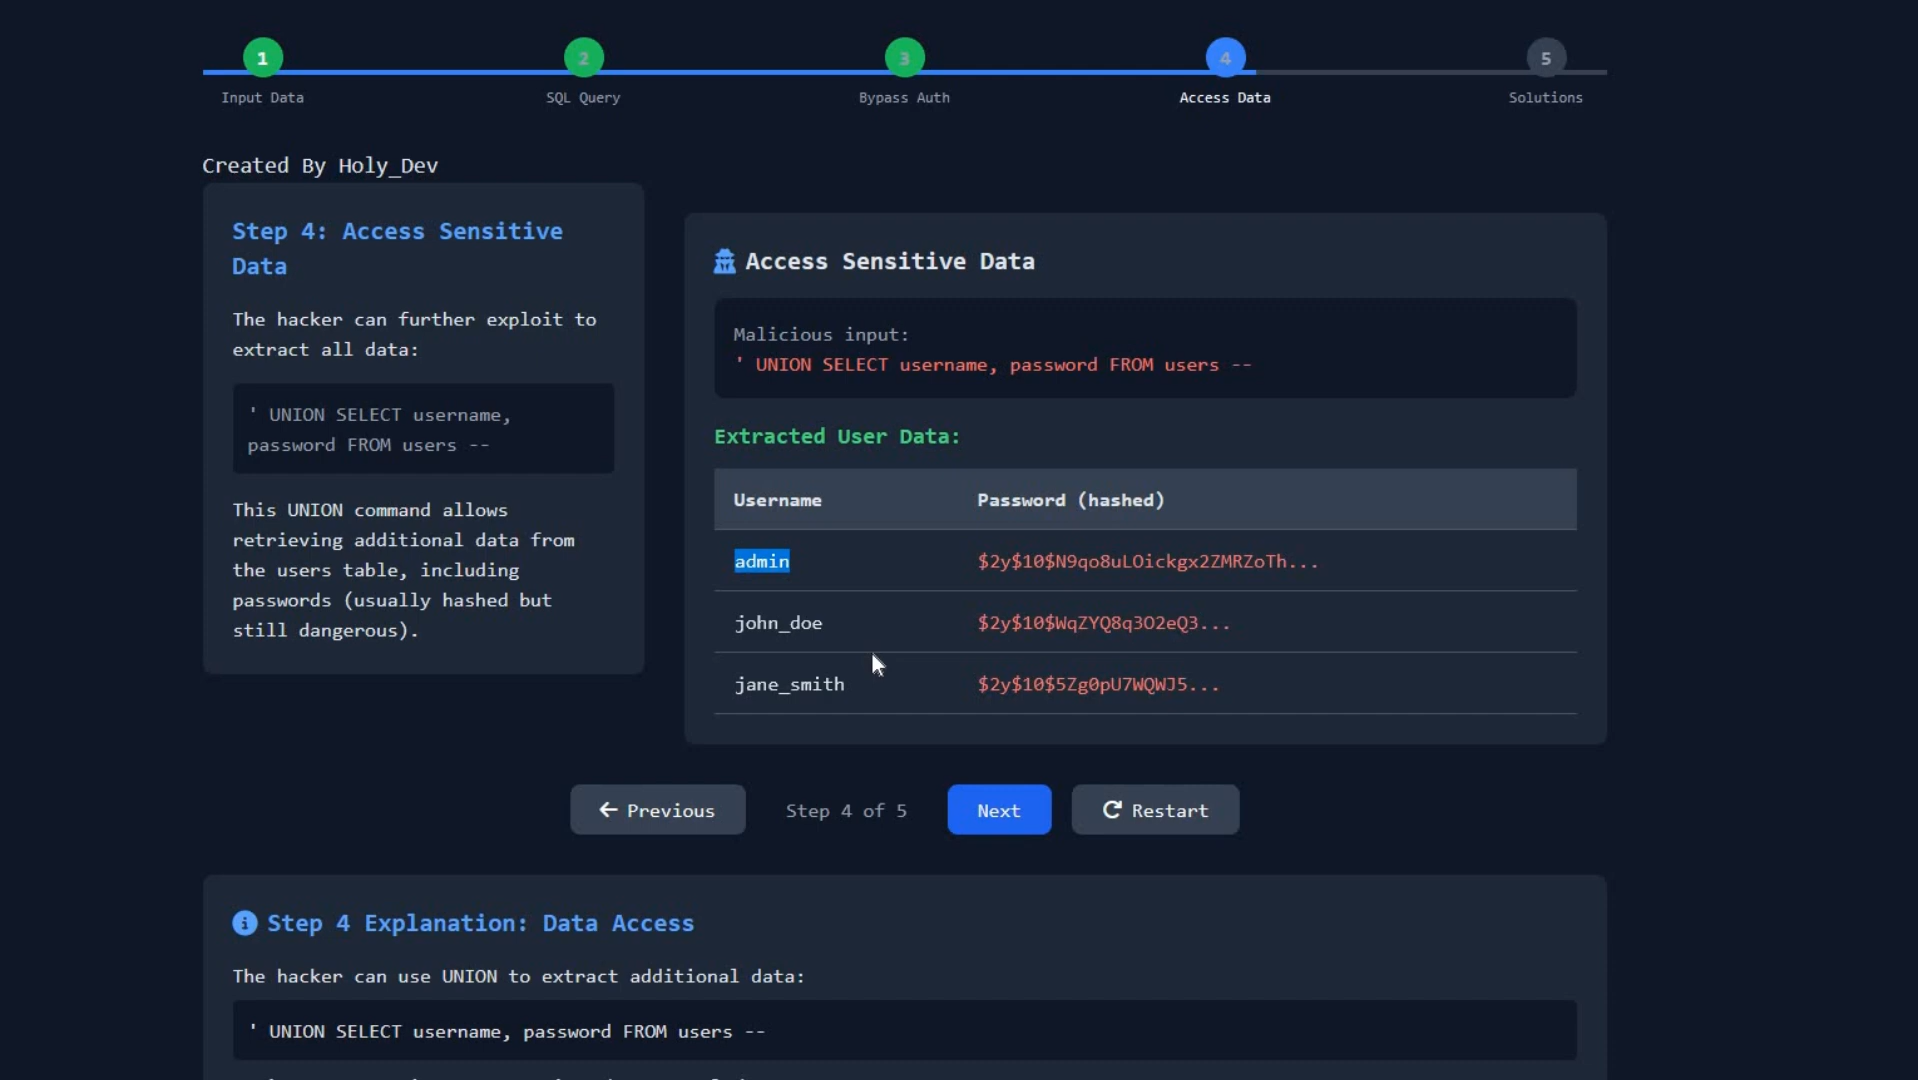 1
2
3
4
5
Input Data
SQL Query
Bypass Auth
Access Data
Solutions
Created By Holy_Dev
Step 4: Access Sensitive
Data
The hacker can further exploit to
extract all data:
' UNION SELECT username,
password FROM users --
This UNION command allows
retrieving additional data from
the users table, including
passwords (usually hashed but
still dangerous).
Access Sensitive Data
Malicious input:
' UNION SELECT username, password FROM users --
Extracted User Data:
Username Password (hashed)
admin $2y$10$N9qo8uLOickgx2ZMRZoTh...
john_doe $2y$10$WqZYQ8q3O2eQ3...
jane_smith $2y$10$5Zg0pU7WQWJ5...
Previous
Step 4 of 5
Next
Restart
Step 4 Explanation: Data Access
The hacker can use UNION to extract additional data:
' UNION SELECT username, password FROM users --